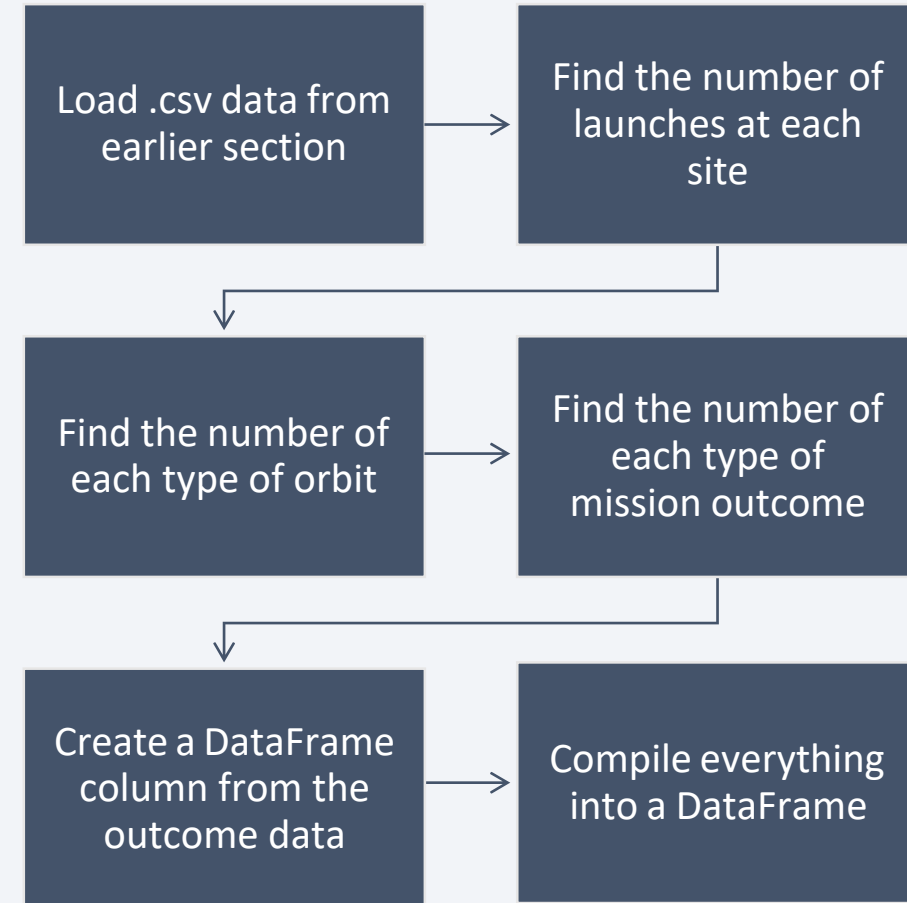 Load .csv data from
earlier section
Find the number of
launches at each
site
Find the number of
each type of orbit
Find the number of
each type of
mission outcome
Create a DataFrame
column from the
outcome data
Compile everything
into a DataFrame